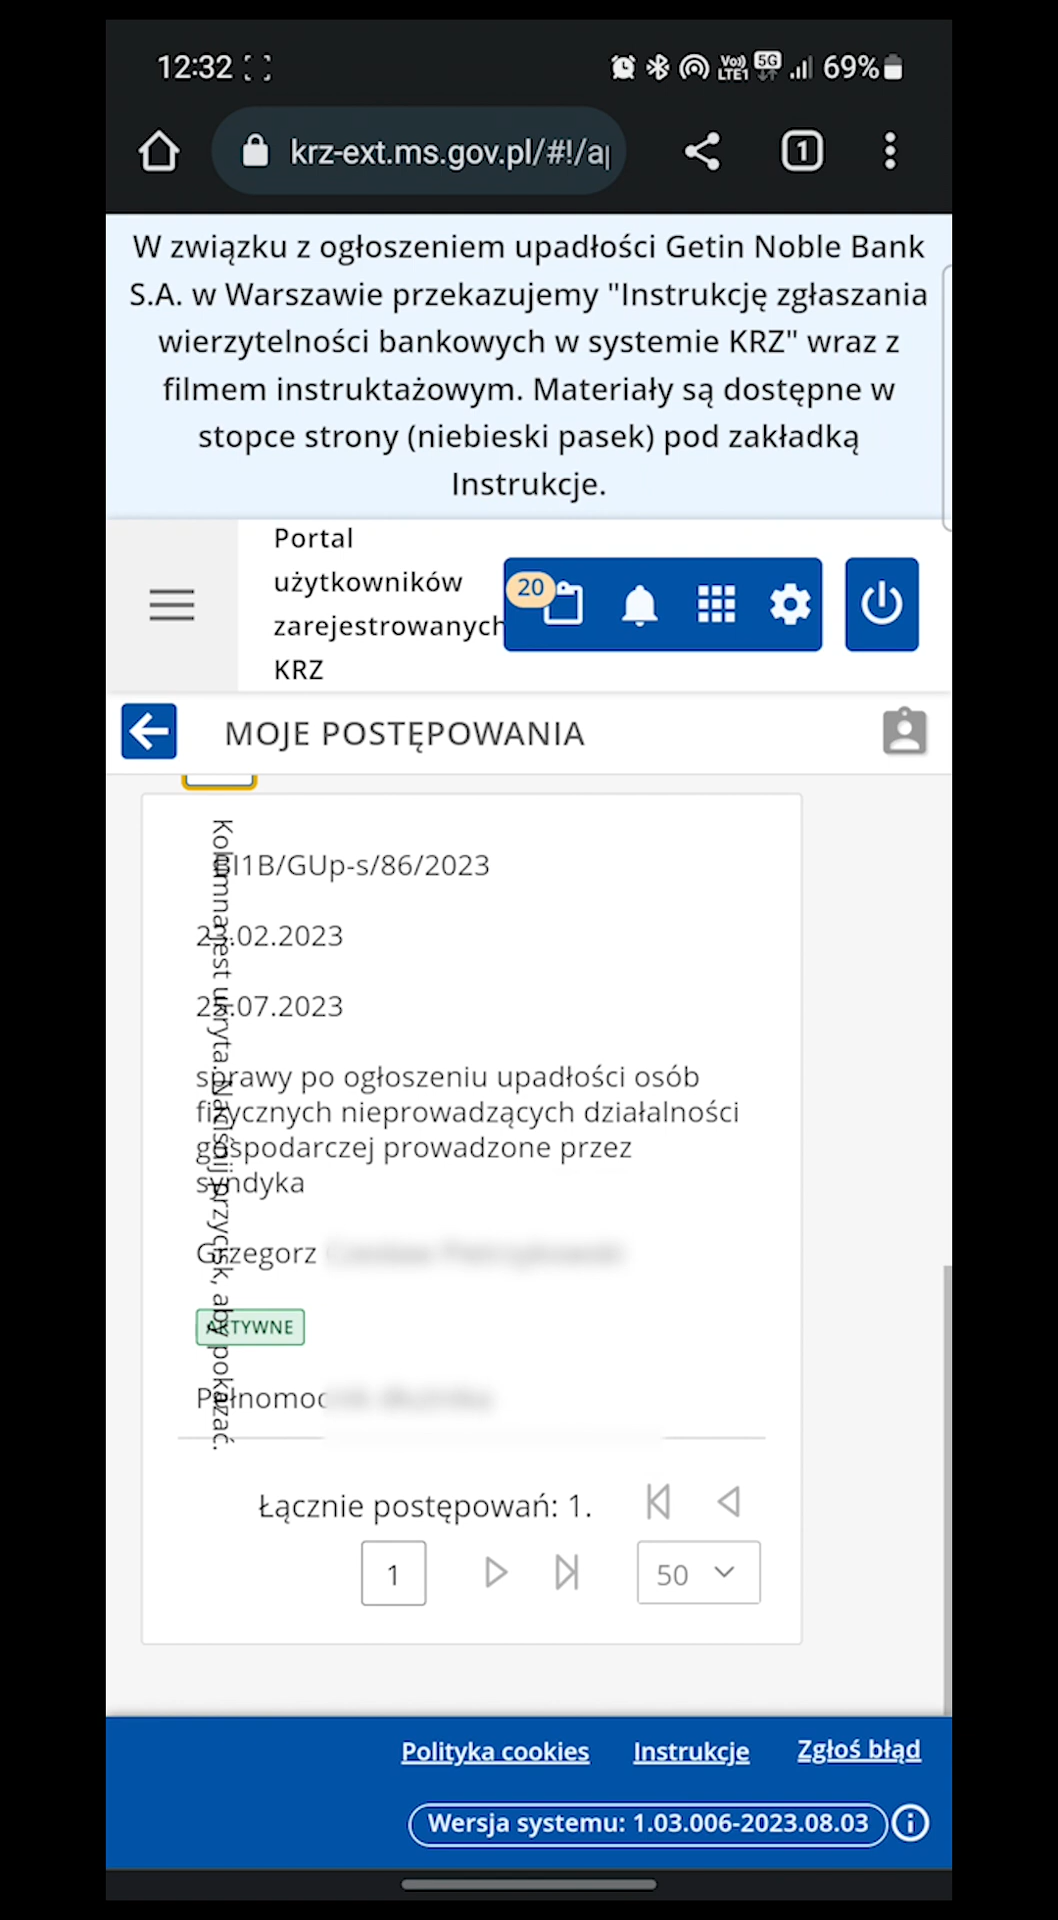 12:32
Vo)) LTE1 5G 69%
krz-ext.ms.gov.pl/#!/a
1
W związku z ogłoszeniem upadłości Getin Noble Bank
S.A. w Warszawie przekazujemy "Instrukcję zgłaszania
wierzytelności bankowych w systemie KRZ" wraz z
filmem instruktażowym. Materiały są dostępne w
stopce strony (niebieski pasek) pod zakładką
Instrukcje.
Portal
użytkowników
zarejestrowanych
KRZ
20
MOJE POSTĘPOWANIA
Kolumna jest ukryta. Naciśnij przycisk, aby pokazać.
1B/GUp-s/86/2023
.02.2023
.07.2023
sprawy po ogłoszeniu upadłości osób
fizycznych nieprowadzących działalności
gospodarczej prowadzone przez
syndyka
Grzegorz
AKTYWNE
Pełnomoc
Łącznie postępowań: 1.
1
50
Polityka cookies Instrukcje Zgłoś błąd
Wersja systemu: 1.03.006-2023.08.03